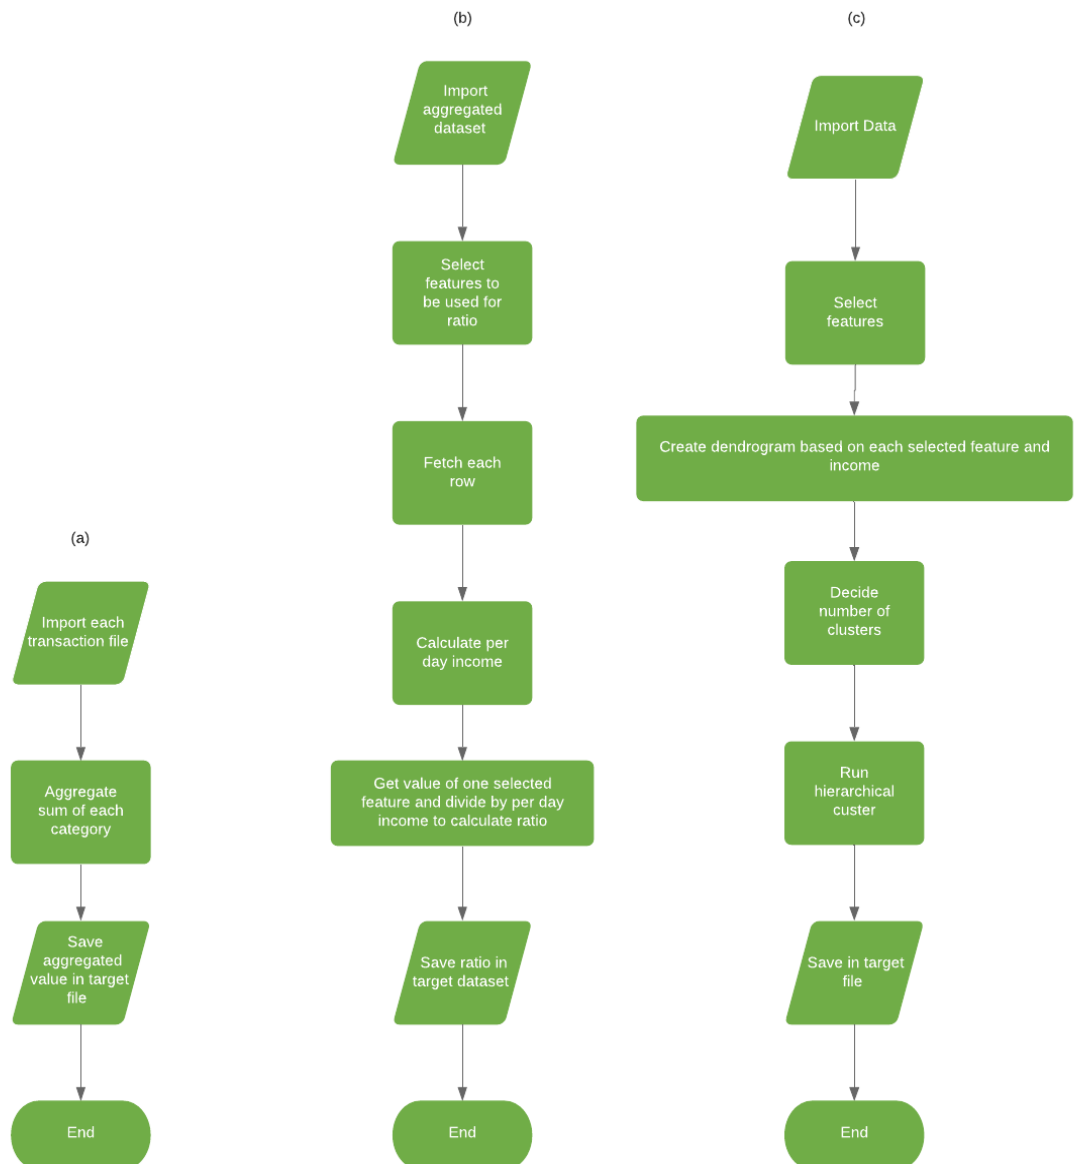 (a)
Import each
transaction file
Aggregate
sum of each
category
Save
aggregated
value in target
file
End
(b)
Import
aggregated
dataset
Select
features to
be used for
ratio
Fetch each
row
Calculate per
day income
Get value of one selected
feature and divide by per day
income to calculate ratio
Save ratio in
target dataset
End
(c)
Import Data
Select
features
Create dendrogram based on each selected feature and
income
Decide
number of
clusters
Run
hierarchical
custer
Save in target
file
End